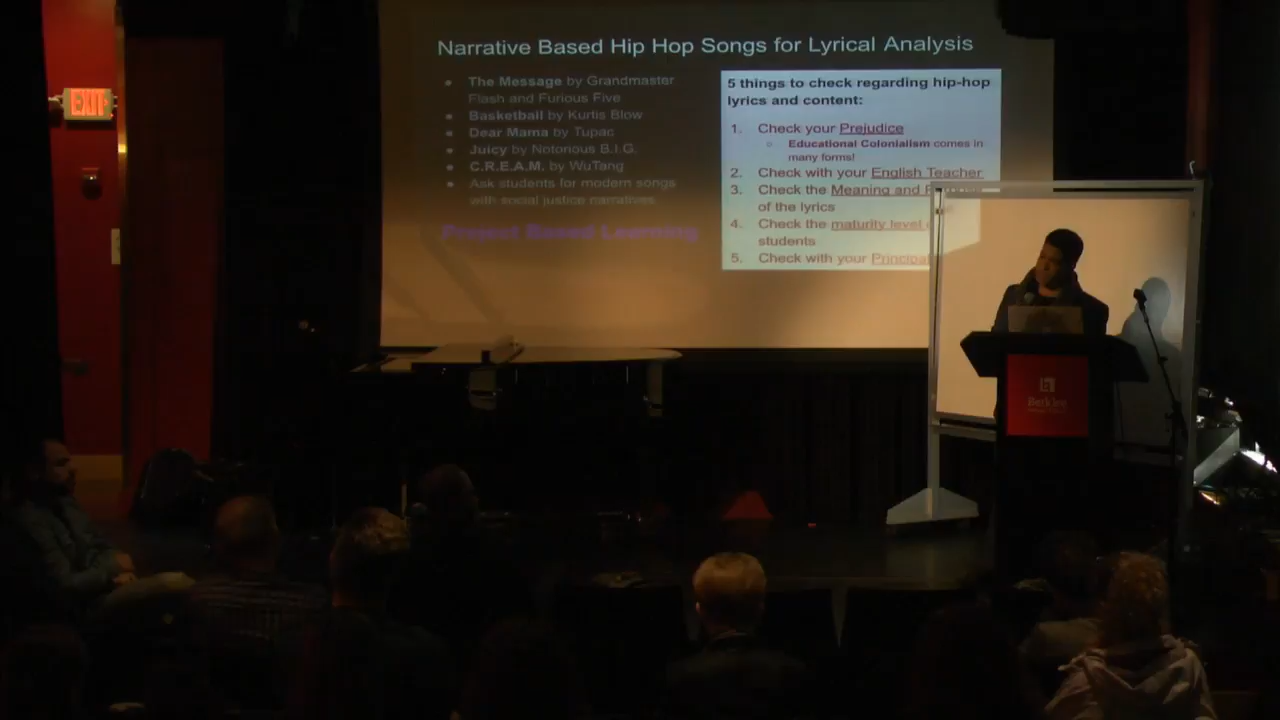 EXIT
Narrative Based Hip Hop Songs for Lyrical Analysis
The Message by Grandmaster
Flash and Furious Five
Basketball by Kurtis Blow
Dear Mama by Tupac
Juicy by Notorious B.I.G.
C.R.E.A.M. by WuTang
Ask students for modern songs
with social justice narratives
Project Based Learning
5 things to check regarding hip-hop
lyrics and content:
1. Check your Prejudice
Educational Colonialism comes in
many forms!
2. Check with your English Teacher
3. Check the Meaning and
of the lyrics
4. Check the maturity level
students
5. Check with your Principal
Berklee